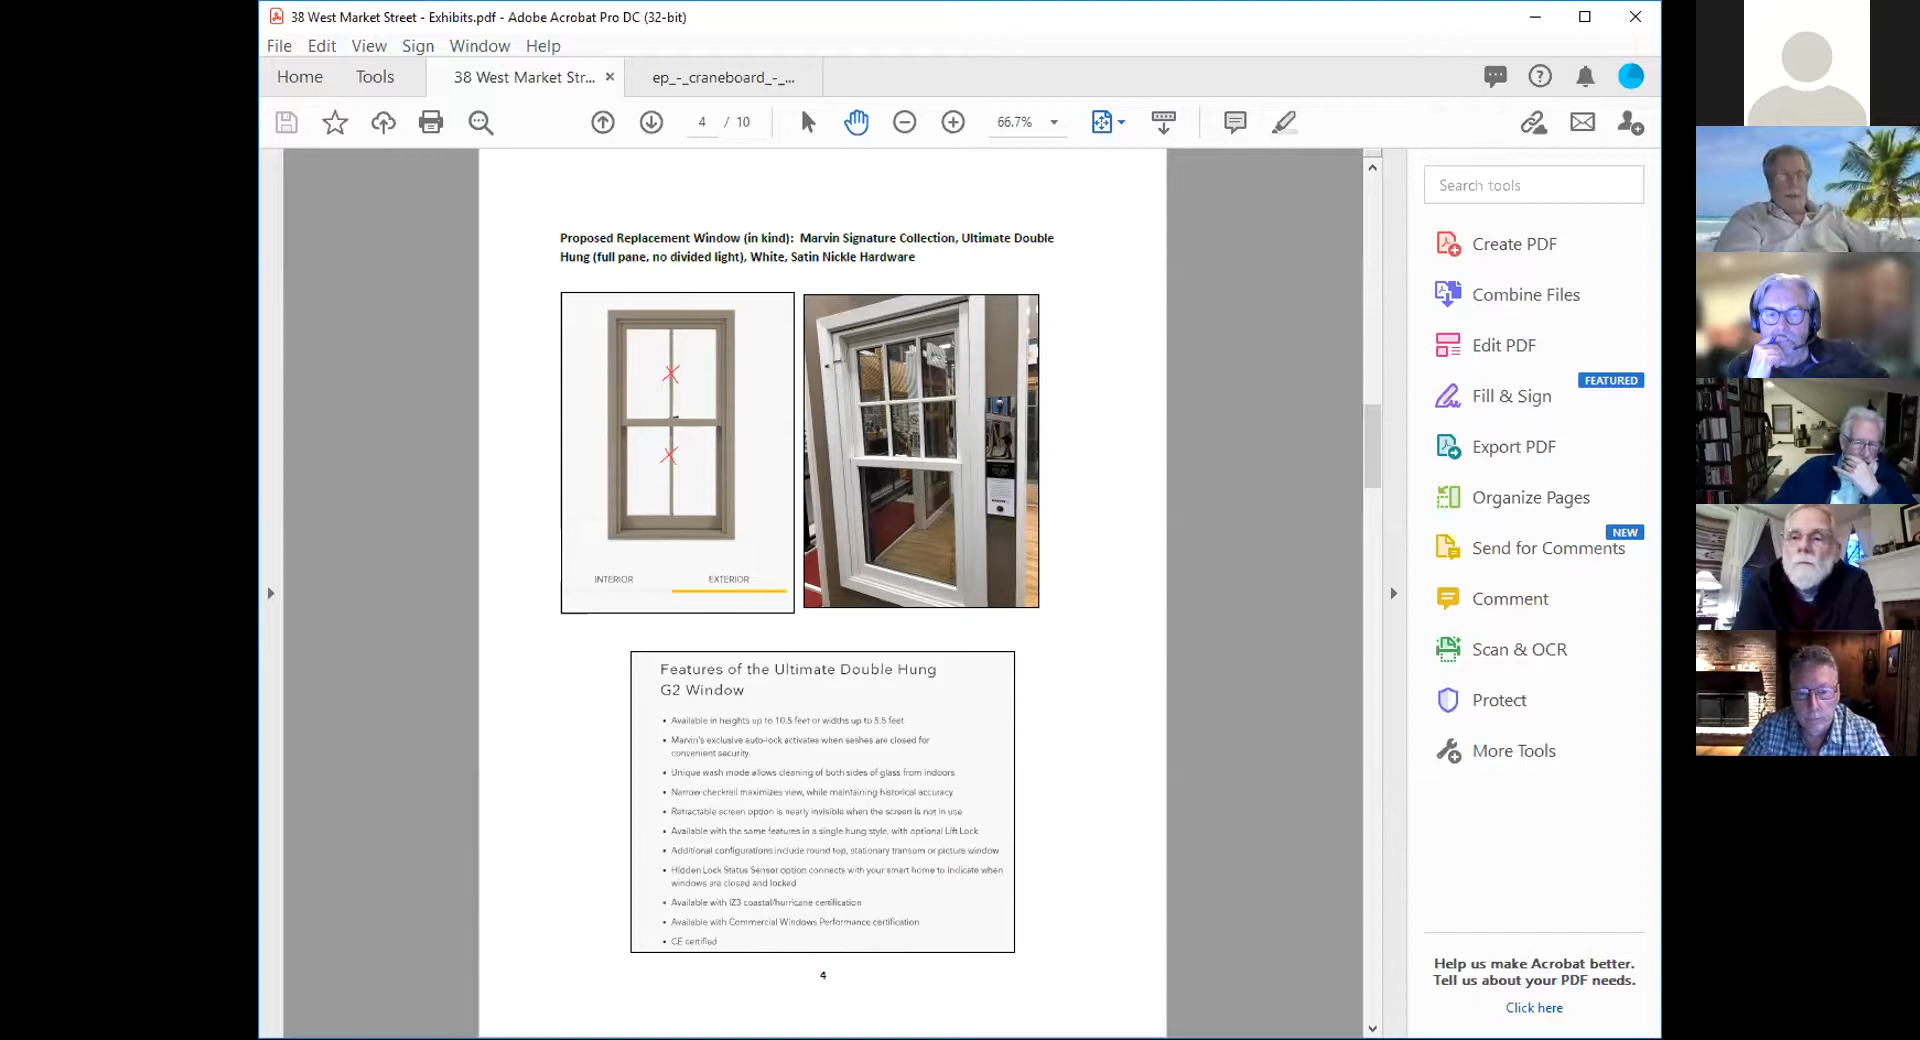 38 West Market Street - Exhibits.pdf - Adobe Acrobat Pro DC (32-bit)
File Edit View Sign Window Help
Home Tools 38 West Market Str... × ep_-_craneboard_-_...
4 / 10 66.7%
Search tools
Create PDF
Combine Files
Edit PDF
FEATURED
Fill & Sign
Export PDF
Organize Pages
NEW
Send for Comments
Comment
Scan & OCR
Protect
More Tools
Help us make Acrobat better.
Tell us about your PDF needs.
Click here
Proposed Replacement Window (in kind): Marvin Signature Collection, Ultimate Double
Hung (full pane, no divided light), White, Satin Nickle Hardware
INTERIOR EXTERIOR
Features of the Ultimate Double Hung
G2 Window
• Available in heights up to 10.5 feet or widths up to 5.5 feet
• Marvin's exclusive auto-lock activates when sashes are closed for
convenient security
• Unique wash mode allows cleaning of both sides of glass from indoors
• Narrow checkrail maximizes view, while maintaining historical accuracy
• Retractable screen option is nearly invisible when the screen is not in use
• Available with the same features in a single hung style, with optional Lift Lock
• Additional configurations include round top, stationary transom or picture window
• Hidden Lock Status Sensor option connects with your smart home to indicate when
windows are closed and locked
• Available with IZ3 coastal/hurricane certification
• Available with Commercial Windows Performance certification
• CE certified
4